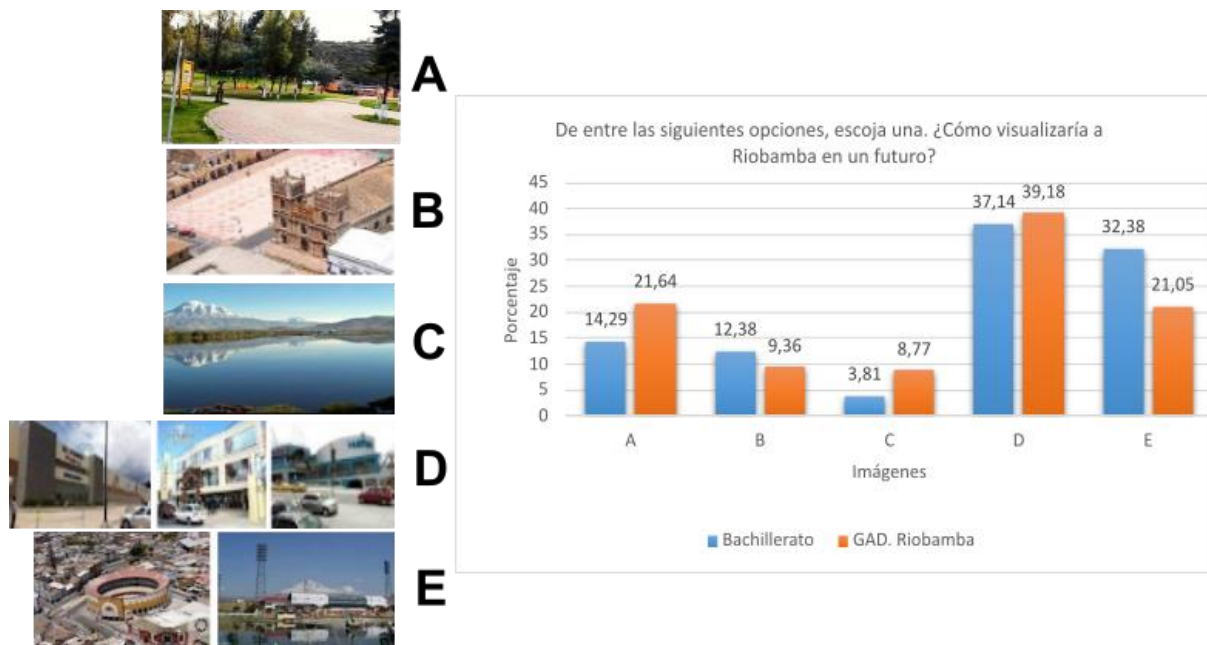 A
B
C
D
E
De entre las siguientes opciones, escoja una. ¿Cómo visualizaría a
Riobamba en un futuro?
Porcentaje
45
40
35
30
25
20
15
10
5
0
14,29
21,64
12,38
9,36
3,81
8,77
37,14
39,18
32,38
21,05
A
B
C
D
E
Imágenes
Bachillerato
GAD. Riobamba